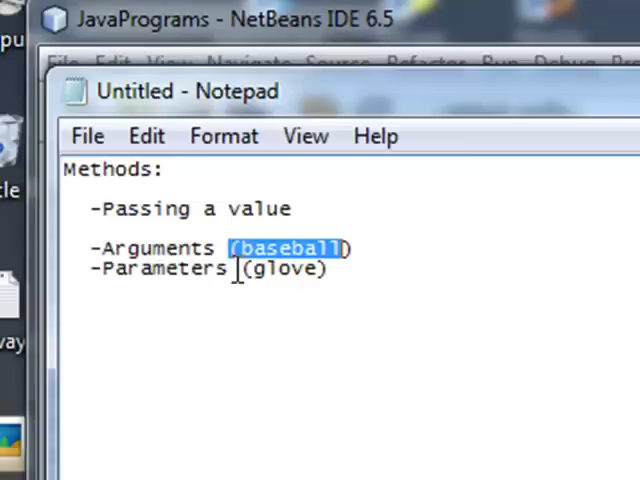 JavaPrograms - NetBeans IDE 6.5
Untitled - Notepad
File Edit Format View Help
Methods:
-Passing a value
-Arguments (baseball)
-Parameters (glove)